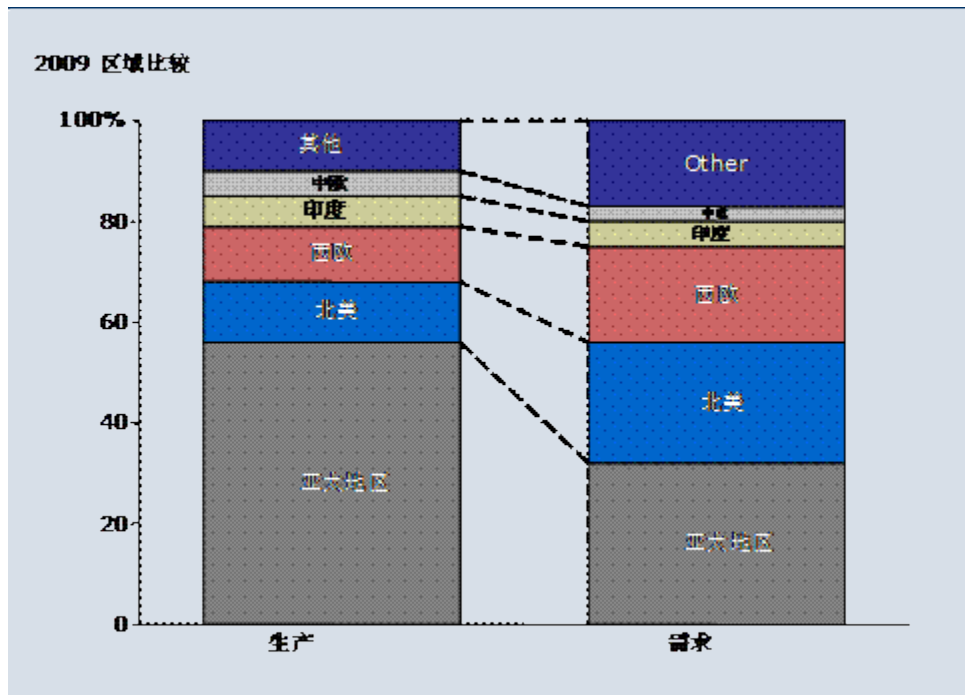 2009 区域比较
100%
80
60
40
20
0
其他
中欧
印度
西欧
北美
亚太地区
Other
中欧
印度
西欧
北美
亚太地区
生产
需求